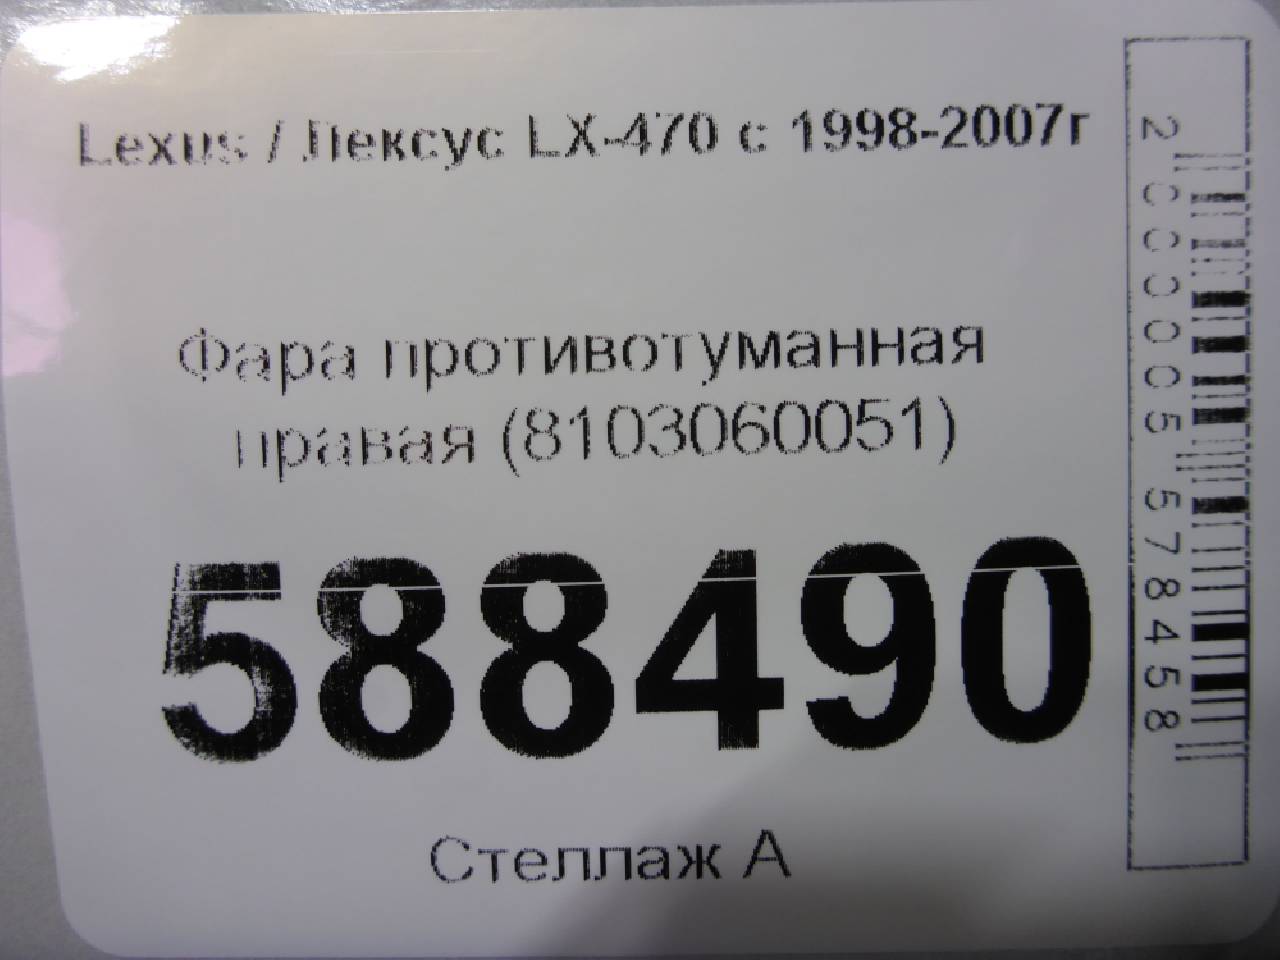 Lexus / Лексус LX-470 с 1998-2007г
Фара противотуманная
правая (8103060051)
588490
Стеллаж А
2000005578458